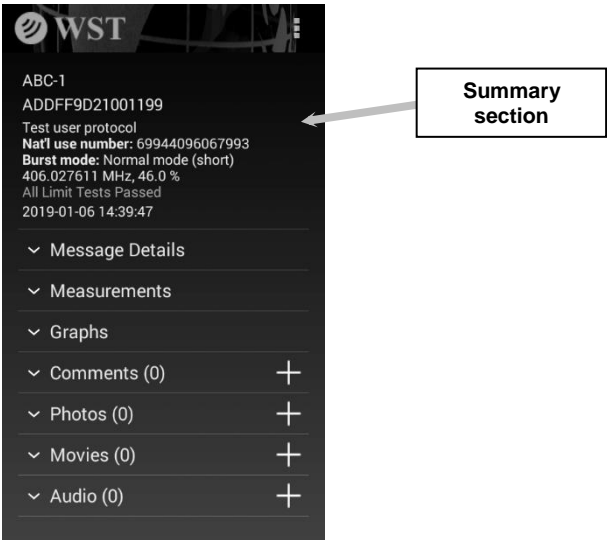 WST
ABC-1
ADDFF9D21001199
Test user protocol
Nat'l use number: 69944096067993
Burst mode: Normal mode (short)
406.027611 MHz, 46.0 %
All Limit Tests Passed
2019-01-06 14:39:47
Message Details
Measurements
Graphs
Comments (0)
Photos (0)
Movies (0)
Audio (0)
Summary
section